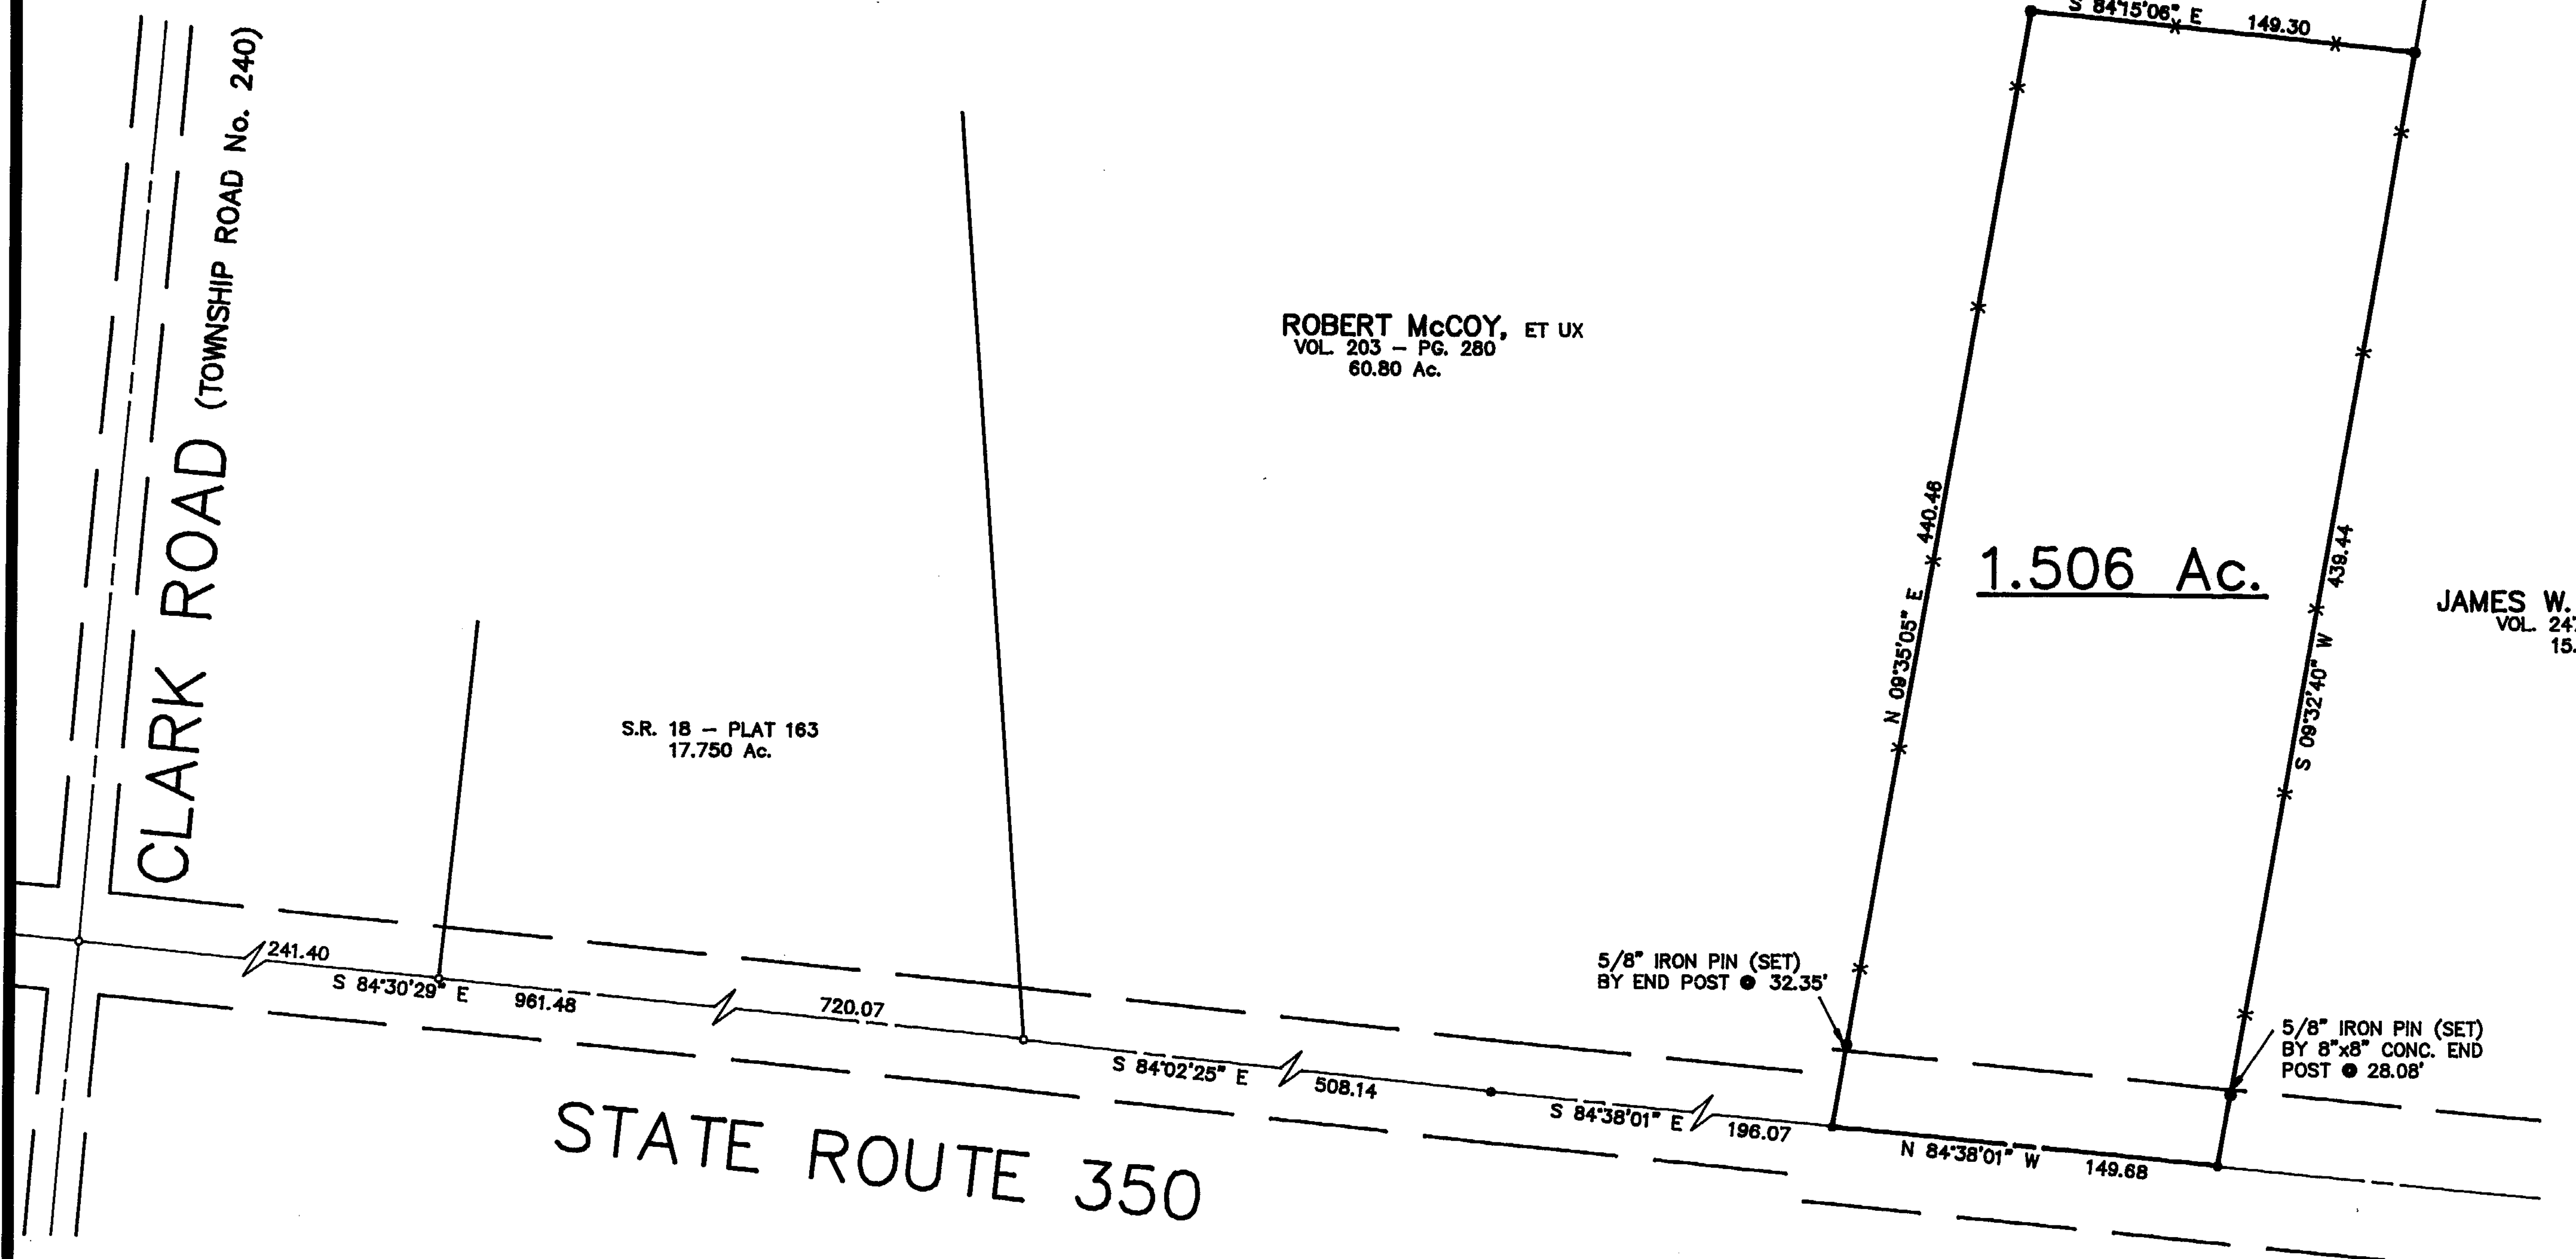 S 84°15'06" E 149.30
CLARK ROAD (TOWNSHIP ROAD No. 240)
ROBERT McCOY, ET UX
VOL. 203 — PG. 280
60.80 Ac.
N 09°35'05" E 440.46
1.506 Ac.
S 09°32'40" W 439.44
JAMES W.
VOL. 247
15.
S.R. 18 — PLAT 163
17.750 Ac.
241.40
S 84°30'29" E 961.48
720.07
S 84°02'25" E 508.14
S 84°38'01" E 196.07
5/8" IRON PIN (SET)
BY END POST @ 32.35'
5/8" IRON PIN (SET)
BY 8"x8" CONC. END
POST @ 28.08'
N 84°38'01" W 149.68
STATE ROUTE 350